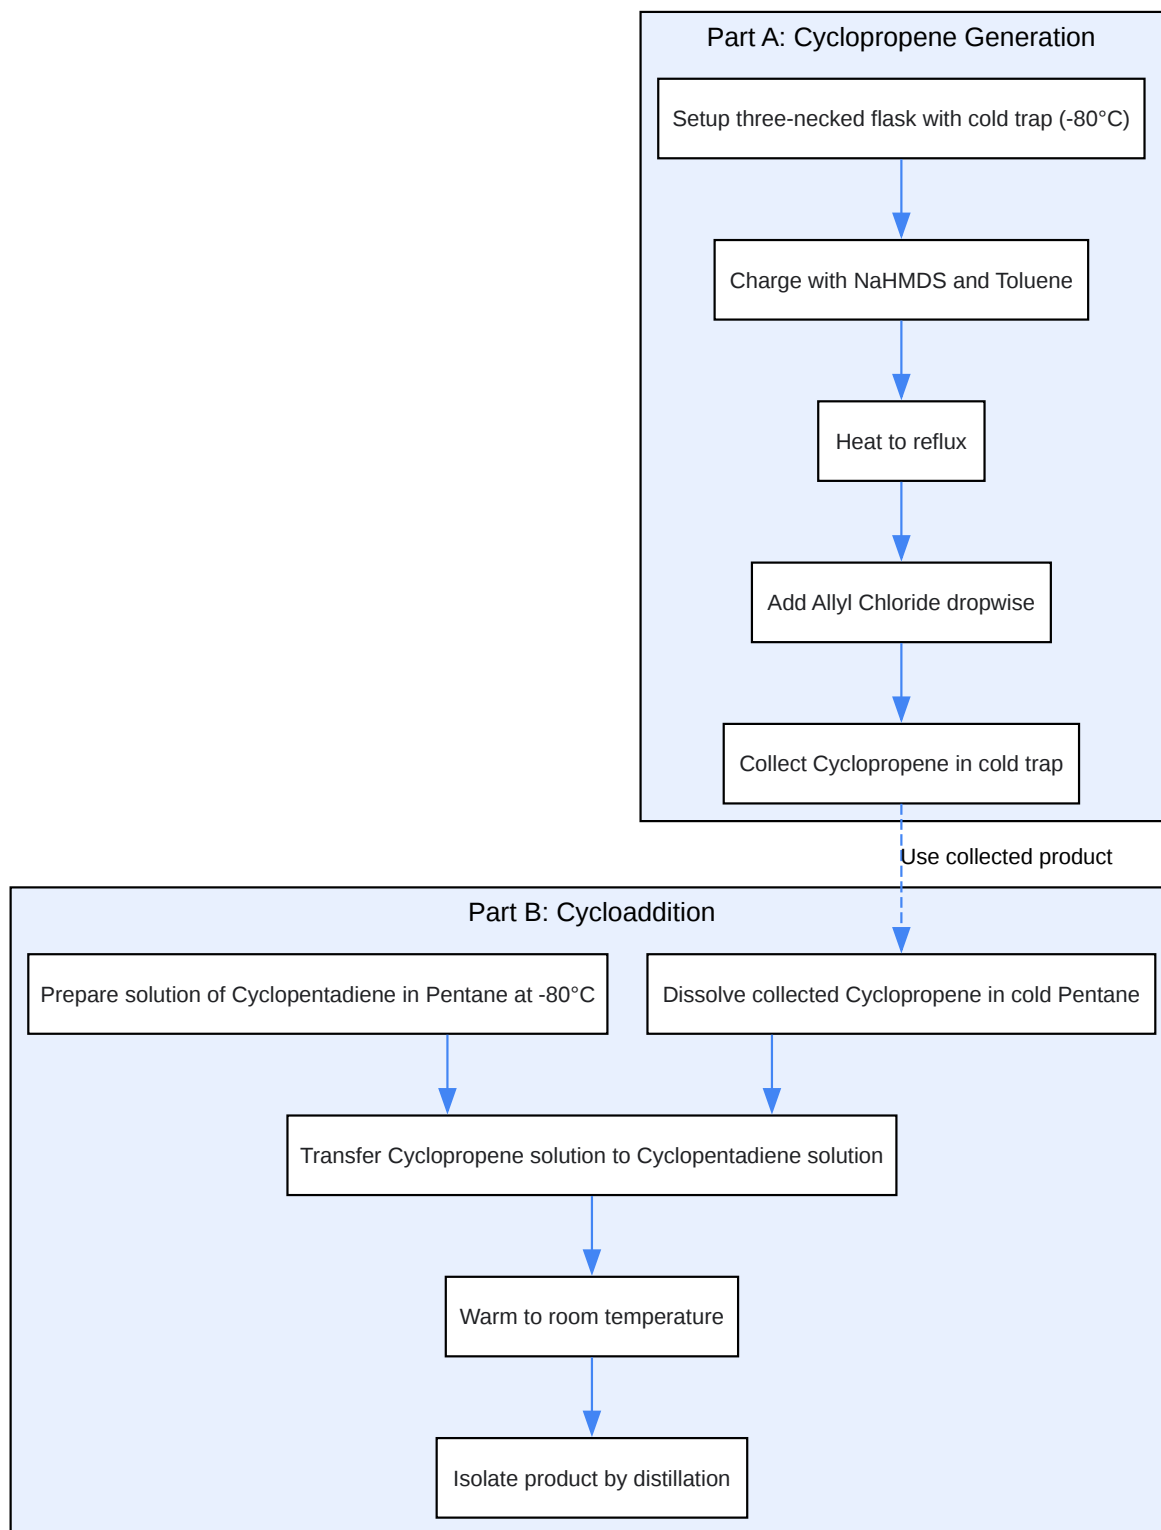 Part A: Cyclopropene Generation
Setup three-necked flask with cold trap (-80°C)
Charge with NaHMDS and Toluene
Heat to reflux
Add Allyl Chloride dropwise
Collect Cyclopropene in cold trap
Use collected product
Part B: Cycloaddition
Prepare solution of Cyclopentadiene in Pentane at -80°C
Dissolve collected Cyclopropene in cold Pentane
Transfer Cyclopropene solution to Cyclopentadiene solution
Warm to room temperature
Isolate product by distillation